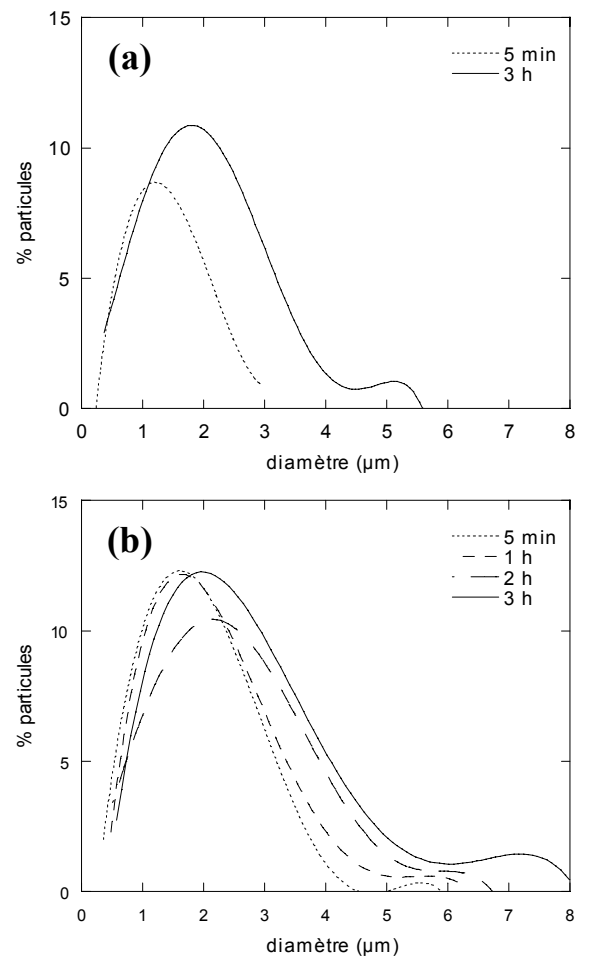 15
(a)
5 min
3 h
10
% particules
5
0
0 1 2 3 4 5 6 7 8
diamètre (µm)
15
(b)
5 min
1 h
2 h
3 h
10
% particules
5
0
0 1 2 3 4 5 6 7 8
diamètre (µm)